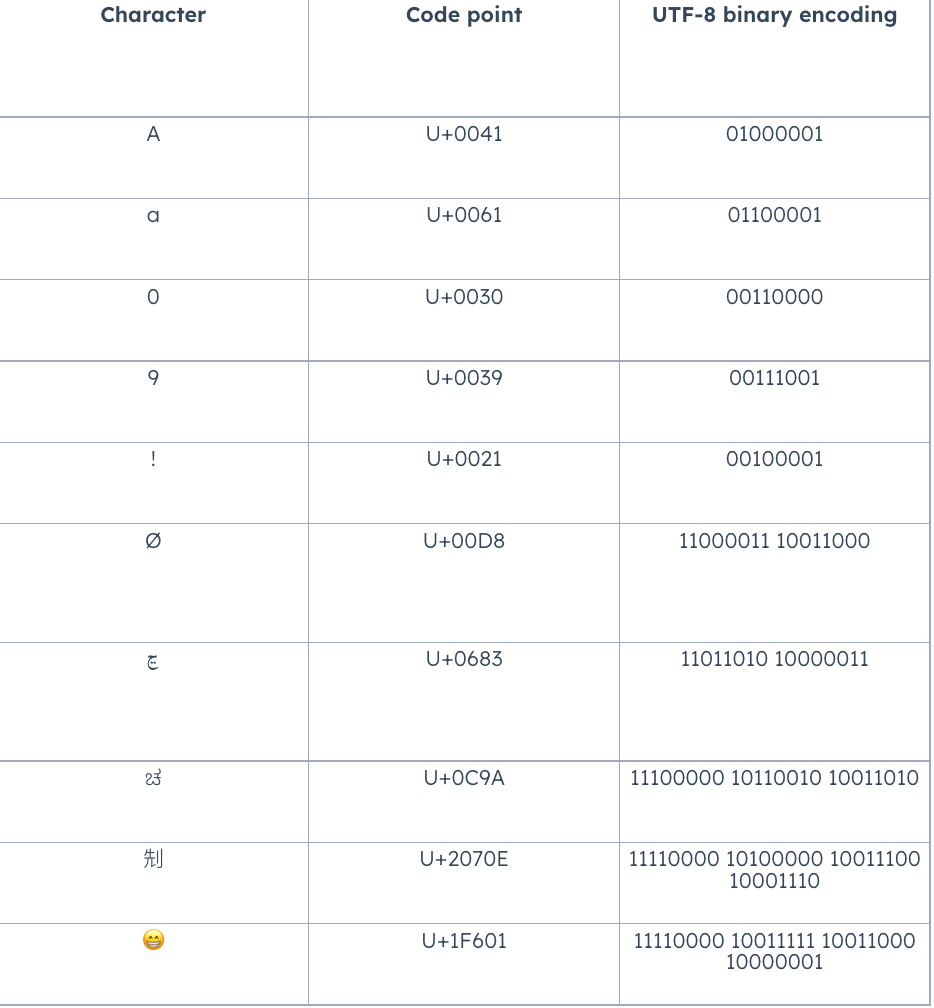 Character Code point UTF-8 binary encoding
A U+0041 01000001
a U+0061 01100001
0 U+0030 00110000
9 U+0039 00111001
! U+0021 00100001
Ø U+00D8 11000011 10011000
ڃ U+0683 11011010 10000011
ಚ U+0C9A 11100000 10110010 10011010
𠜎 U+2070E 11110000 10100000 10011100
10001110
😁 U+1F601 11110000 10011111 10011000
10000001